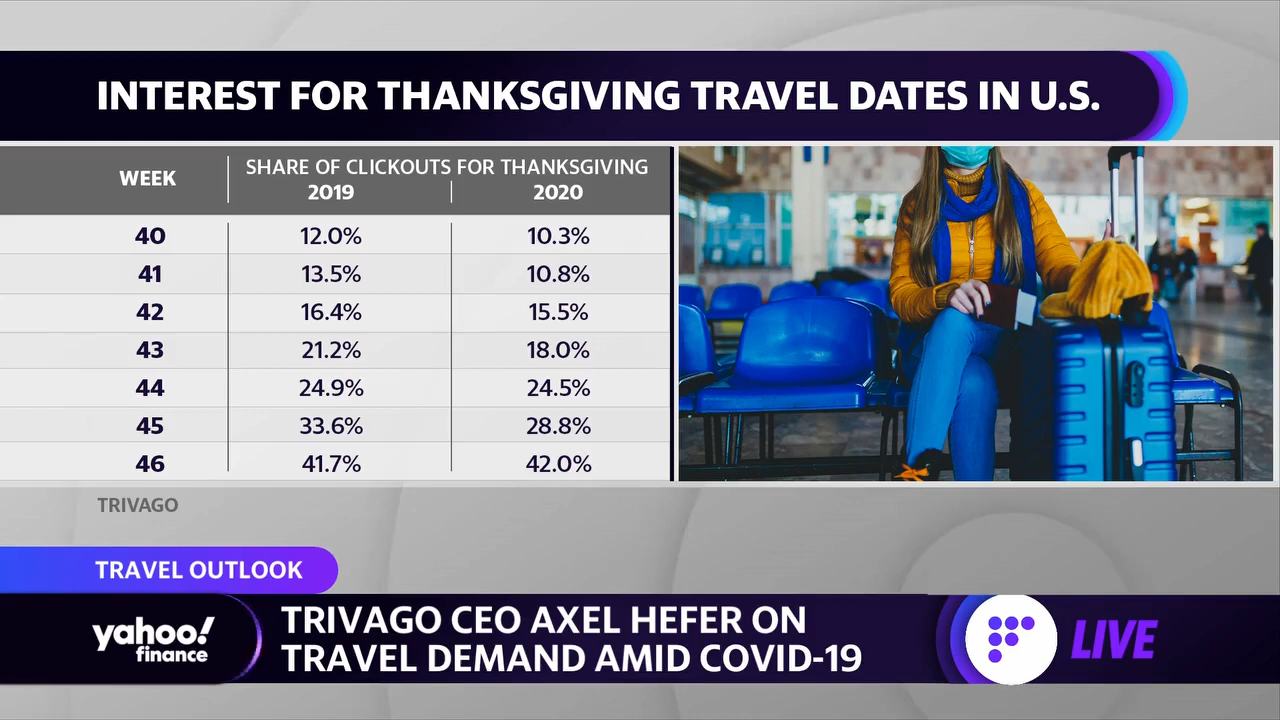 INTEREST FOR THANKSGIVING TRAVEL DATES IN U.S.
WEEK
SHARE OF CLICKOUTS FOR THANKSGIVING
2019 2020
40 12.0% 10.3%
41 13.5% 10.8%
42 16.4% 15.5%
43 21.2% 18.0%
44 24.9% 24.5%
45 33.6% 28.8%
46 41.7% 42.0%
TRIVAGO
TRAVEL OUTLOOK
yahoo!
finance
TRIVAGO CEO AXEL HEFER ON
TRAVEL DEMAND AMID COVID-19
LIVE